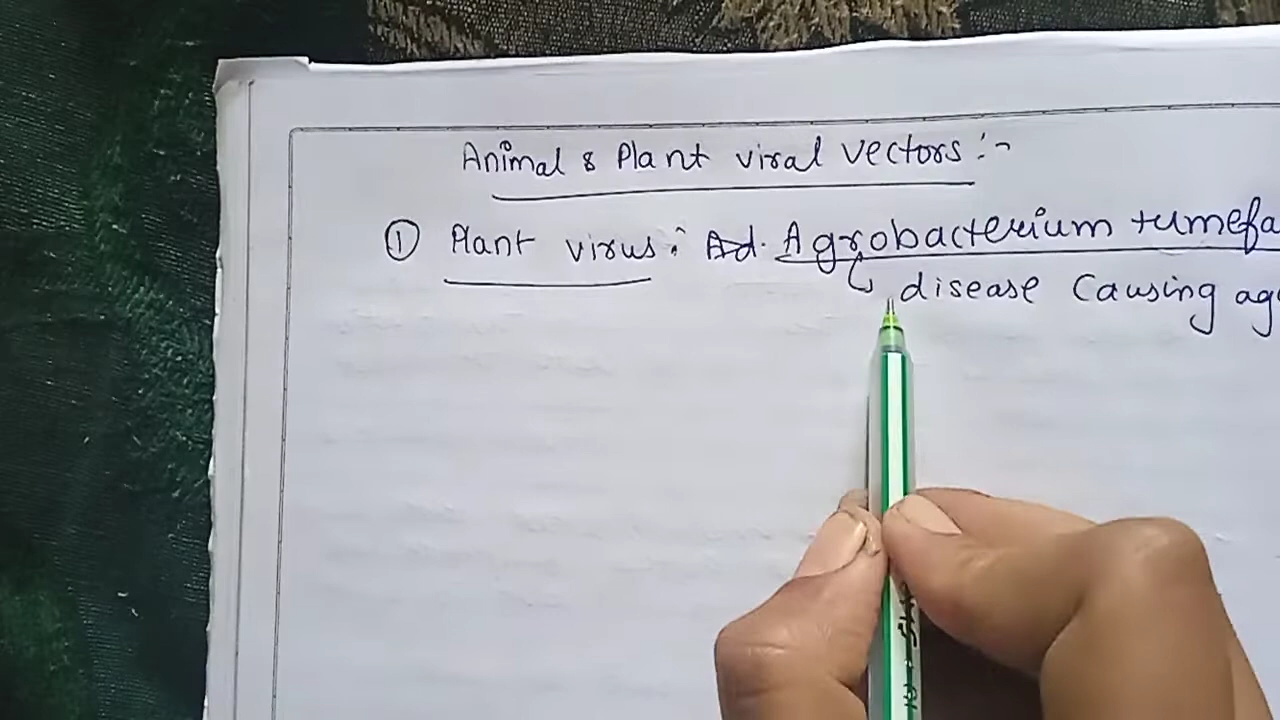 Animal & Plant viral vectors :-
① Plant virus : Ad. Agrobacterium tumefa
disease causing ag